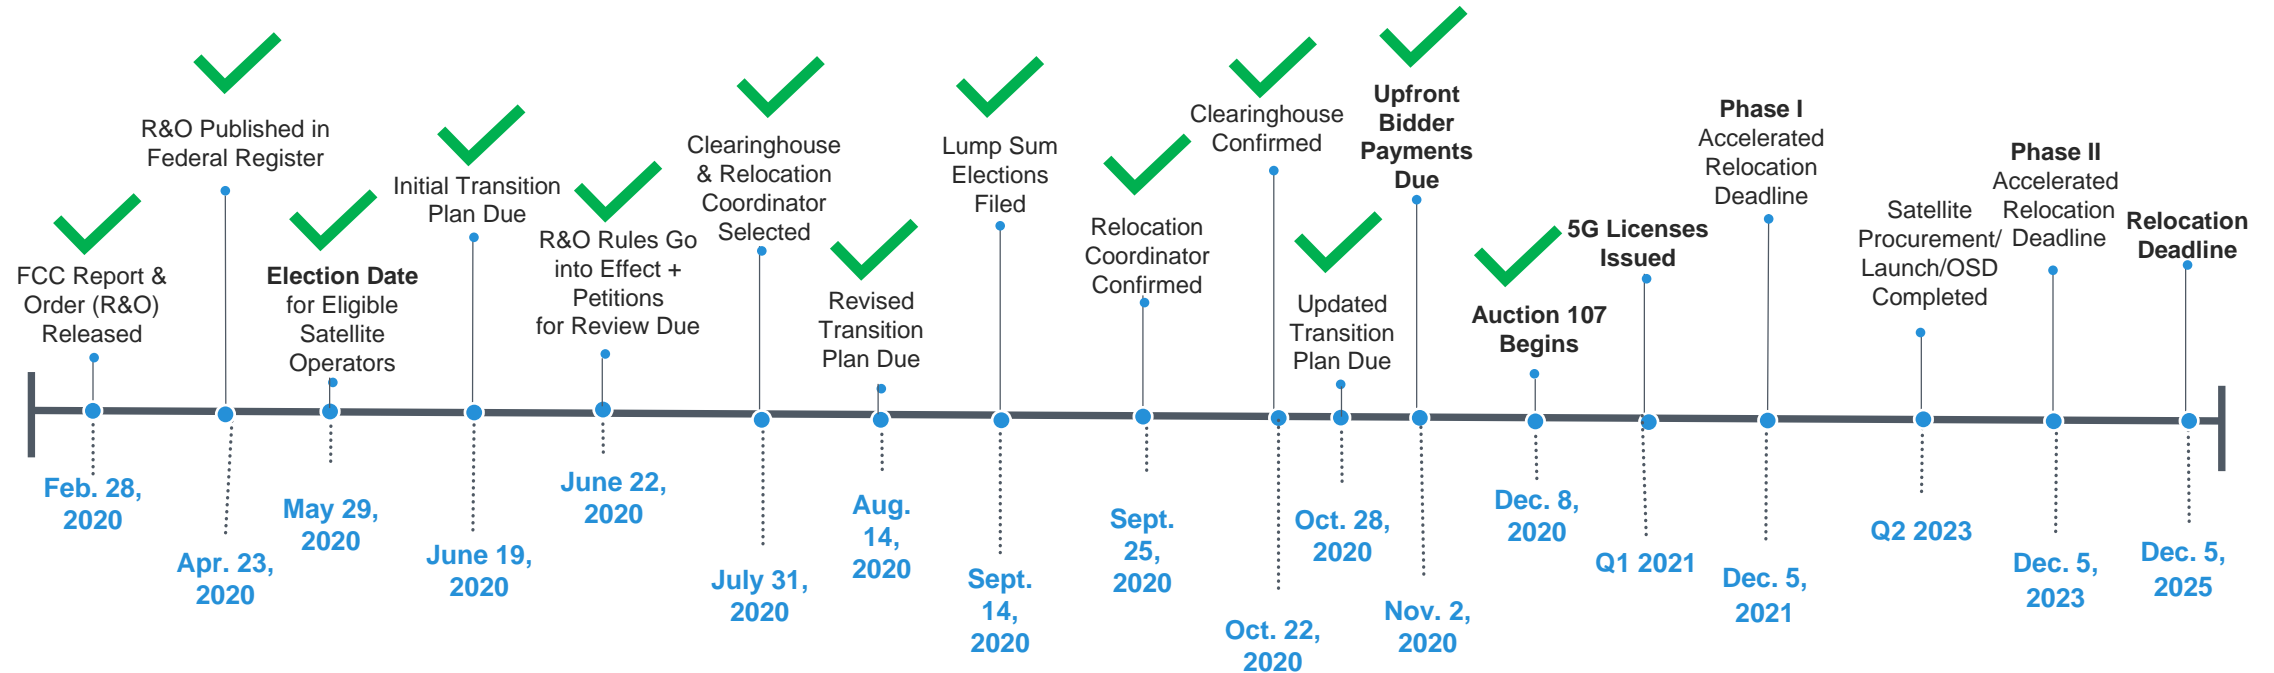 FCC Report &
Order (R&O)
Released
Feb. 28,
2020
R&O Published in
Federal Register
Apr. 23,
2020
Election Date
for Eligible
Satellite
Operators
May 29,
2020
Initial Transition
Plan Due
June 19,
2020
R&O Rules Go
into Effect +
Petitions
for Review Due
June 22,
2020
Clearinghouse
& Relocation
Coordinator
Selected
July 31,
2020
Revised
Transition
Plan Due
Aug.
14,
2020
Lump Sum
Elections
Filed
Sept.
14,
2020
Relocation
Coordinator
Confirmed
Sept.
25,
2020
Clearinghouse
Confirmed
Oct. 22,
2020
Updated
Transition
Plan Due
Oct. 28,
2020
Upfront
Bidder
Payments
Due
Nov. 2,
2020
Auction 107
Begins
Dec. 8,
2020
5G Licenses
Issued
Q1 2021
Phase I
Accelerated
Relocation
Deadline
Dec. 5,
2021
Satellite
Procurement/
Launch/OSD
Completed
Q2 2023
Phase II
Accelerated
Relocation
Deadline
Dec. 5,
2023
Relocation
Deadline
Dec. 5,
2025